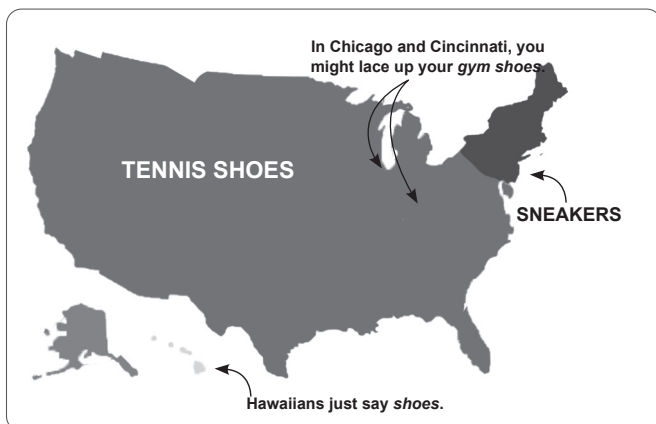 In Chicago and Cincinnati, you
might lace up your gym shoes.
TENNIS SHOES
SNEAKERS
Hawaiians just say shoes.